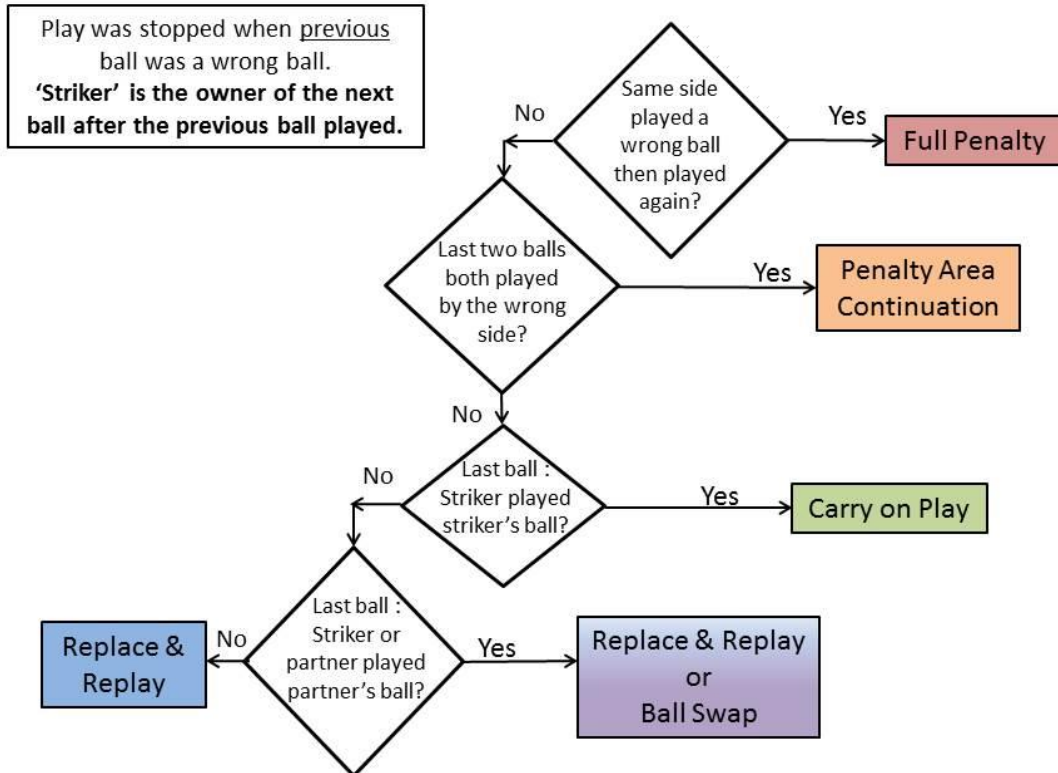 Play was stopped when previous
ball was a wrong ball.
‘Striker’ is the owner of the next
ball after the previous ball played.
Same side
played a
wrong ball
then played
again?
No
Yes
Full Penalty
Last two balls
both played
by the wrong
side?
Yes
Penalty Area
Continuation
No
Last ball :
Striker played
striker’s ball?
No
Yes
Carry on Play
Last ball :
Striker or
partner played
partner’s ball?
No
Replace &
Replay
Yes
Replace & Replay
or
Ball Swap